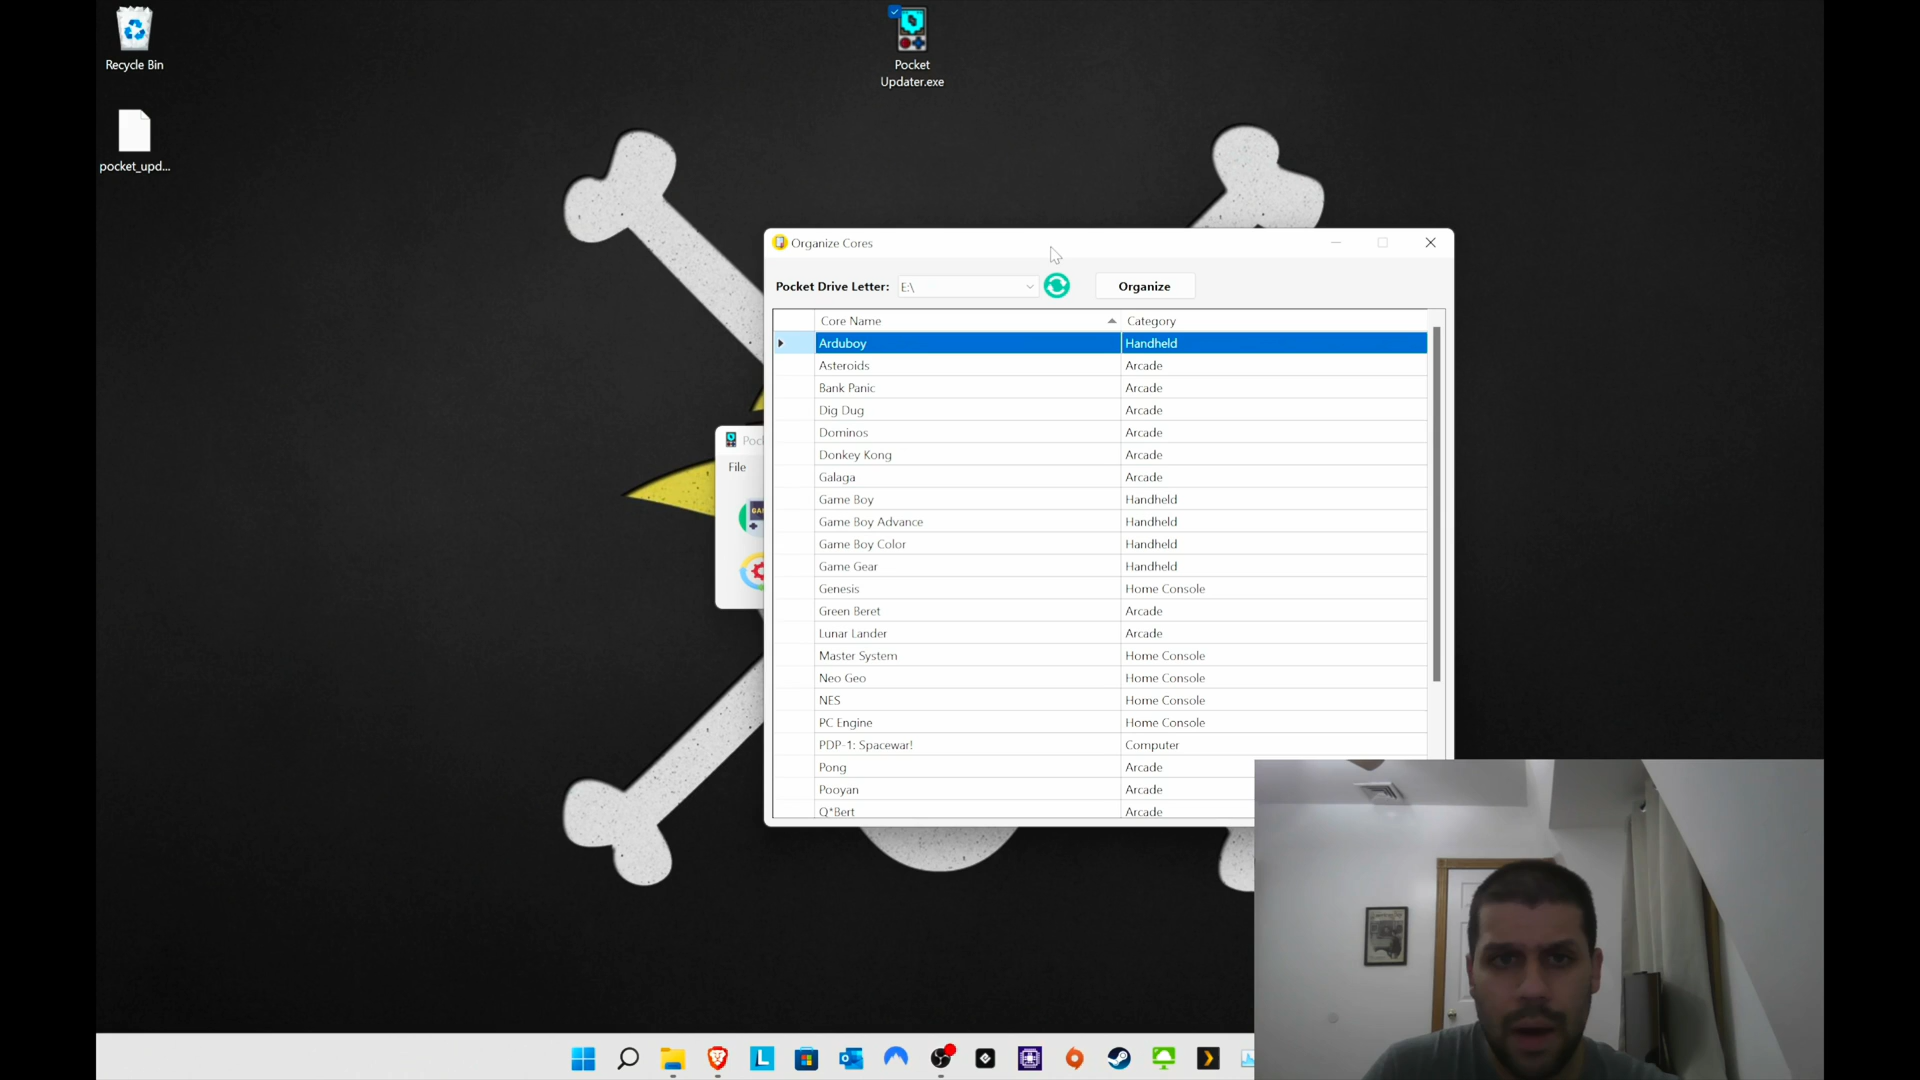 Recycle Bin
pocket_upd...
Pocket
Updater.exe
Organize Cores
Pocket Drive Letter: E:\ Organize
Core Name Category
Arduboy Handheld
Asteroids Arcade
Bank Panic Arcade
Dig Dug Arcade
Dominos Arcade
Donkey Kong Arcade
Galaga Arcade
Game Boy Handheld
Game Boy Advance Handheld
Game Boy Color Handheld
Game Gear Handheld
Genesis Home Console
Green Beret Arcade
Lunar Lander Arcade
Master System Home Console
Neo Geo Home Console
NES Home Console
PC Engine Home Console
PDP-1: Spacewar! Computer
Pong Arcade
Pooyan Arcade
Q*Bert Arcade
Poc
File
GA
L